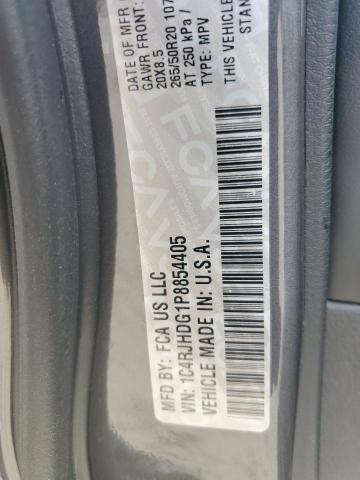 DATE OF MFR
GAWR FRONT:
20X8.5
265/50R20 107
AT 250 kPa /
TYPE: MPV
THIS VEHICLE
STAN
MFD BY: FCA US LLC
VIN: 1C4RJHDG1P8854405
VEHICLE MADE IN: U.S.A.
FCA